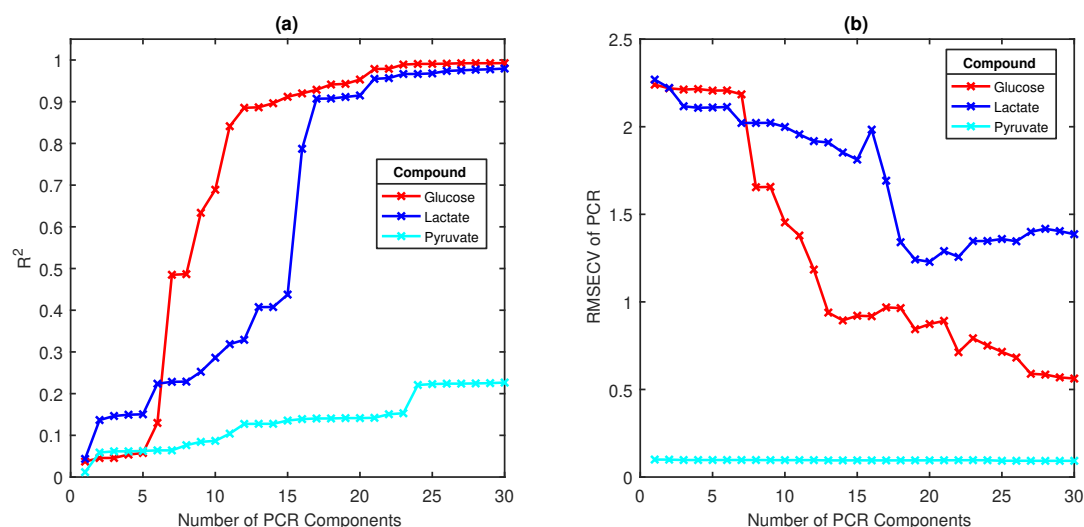 (a)
1
0.9
0.8
0.7
0.6
0.5
0.4
0.3
0.2
0.1
0
R²
0
5
10
15
20
25
30
Number of PCR Components
Compound
Glucose
Lactate
Pyruvate
(b)
2.5
2
1.5
1
0.5
0
RMSECV of PCR
0
5
10
15
20
25
30
Number of PCR Components
Compound
Glucose
Lactate
Pyruvate